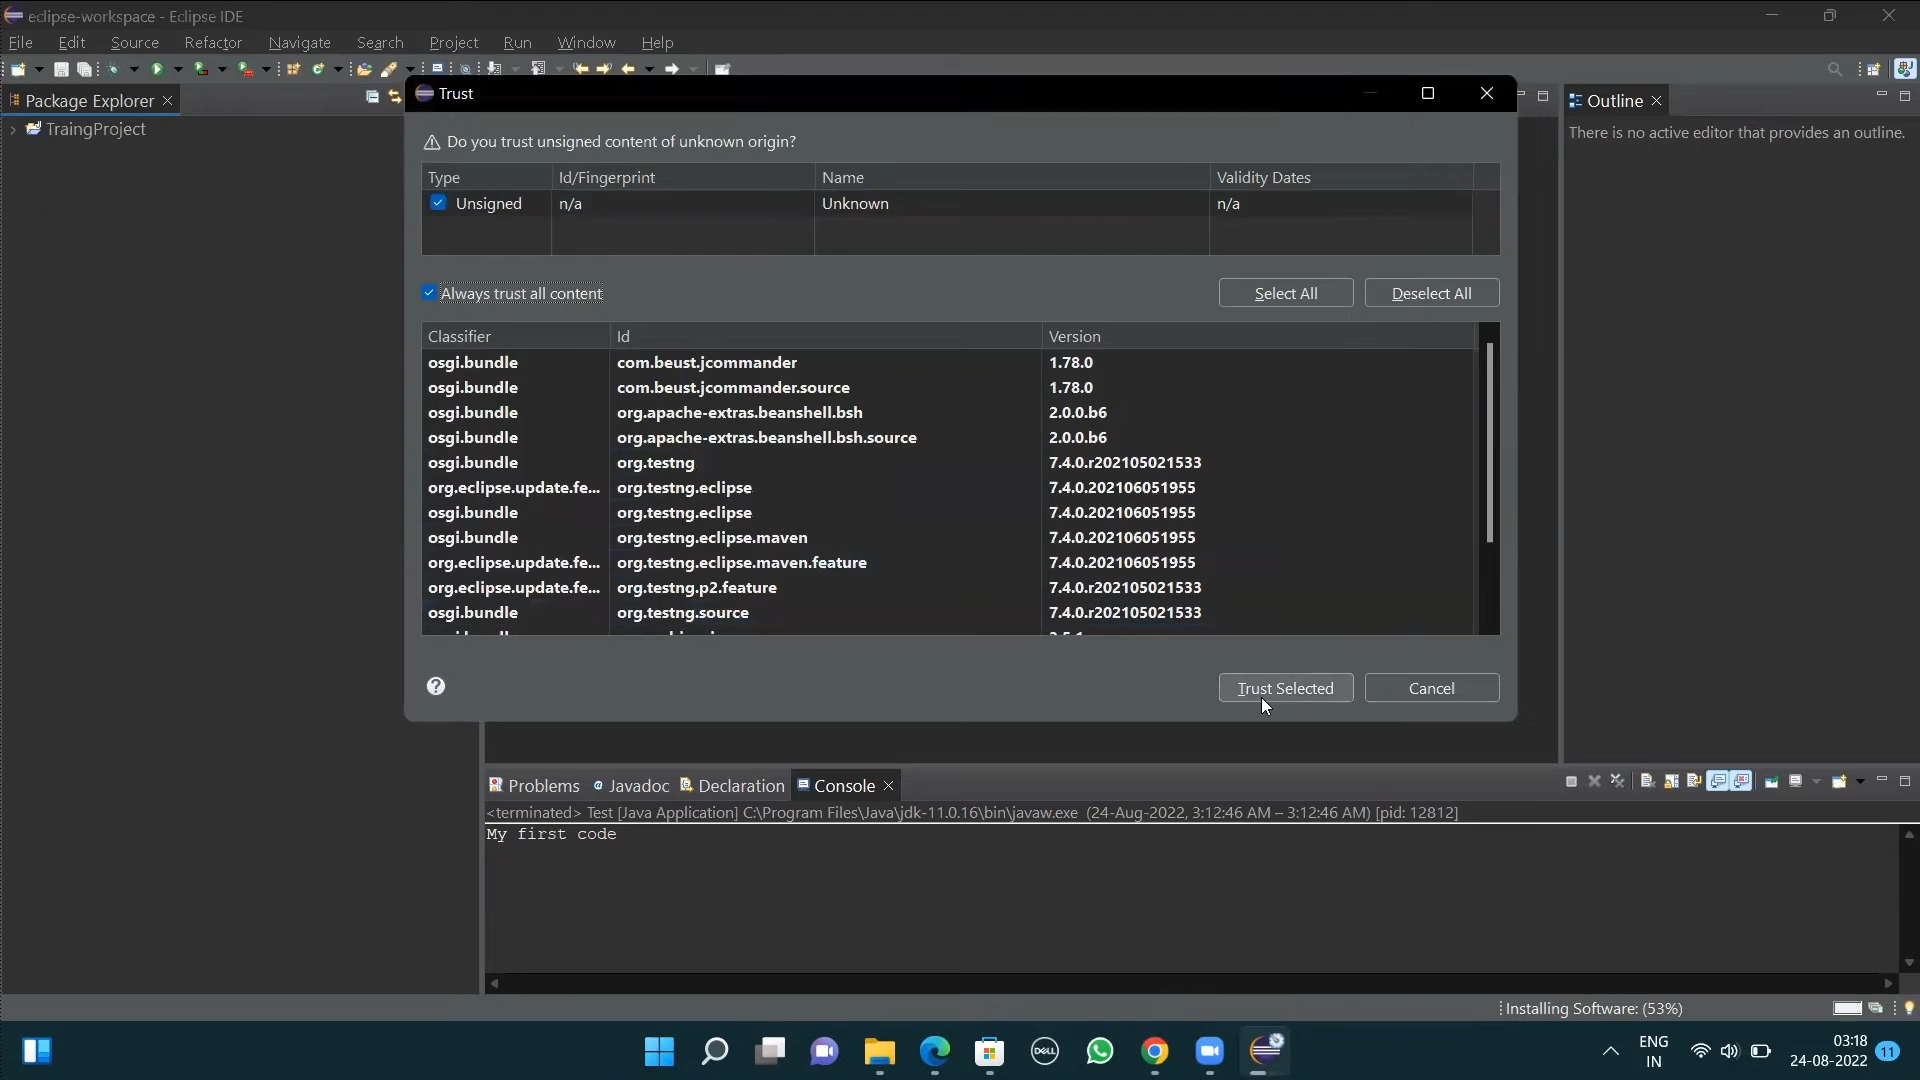 eclipse-workspace - Eclipse IDE
File Edit Source Refactor Navigate Search Project Run Window Help
Package Explorer
TraingProject
Trust
Do you trust unsigned content of unknown origin?
Type Id/Fingerprint Name Validity Dates
Unsigned n/a Unknown n/a
Always trust all content Select All Deselect All
Classifier Id Version
osgi.bundle com.beust.jcommander 1.78.0
osgi.bundle com.beust.jcommander.source 1.78.0
osgi.bundle org.apache-extras.beanshell.bsh 2.0.0.b6
osgi.bundle org.apache-extras.beanshell.bsh.source 2.0.0.b6
osgi.bundle org.testng 7.4.0.r202105021533
org.eclipse.update.fe... org.testng.eclipse 7.4.0.202106051955
osgi.bundle org.testng.eclipse 7.4.0.202106051955
osgi.bundle org.testng.eclipse.maven 7.4.0.202106051955
org.eclipse.update.fe... org.testng.eclipse.maven.feature 7.4.0.202106051955
org.eclipse.update.fe... org.testng.p2.feature 7.4.0.r202105021533
osgi.bundle org.testng.source 7.4.0.r202105021533
Trust Selected Cancel
Outline
There is no active editor that provides an outline.
Problems Javadoc Declaration Console
<terminated> Test [Java Application] C:\Program Files\Java\jdk-11.0.16\bin\javaw.exe (24-Aug-2022, 3:12:46 AM – 3:12:46 AM) [pid: 12812]
My first code
Installing Software: (53%)
DELL
ENG
IN
03:18
24-08-2022
11